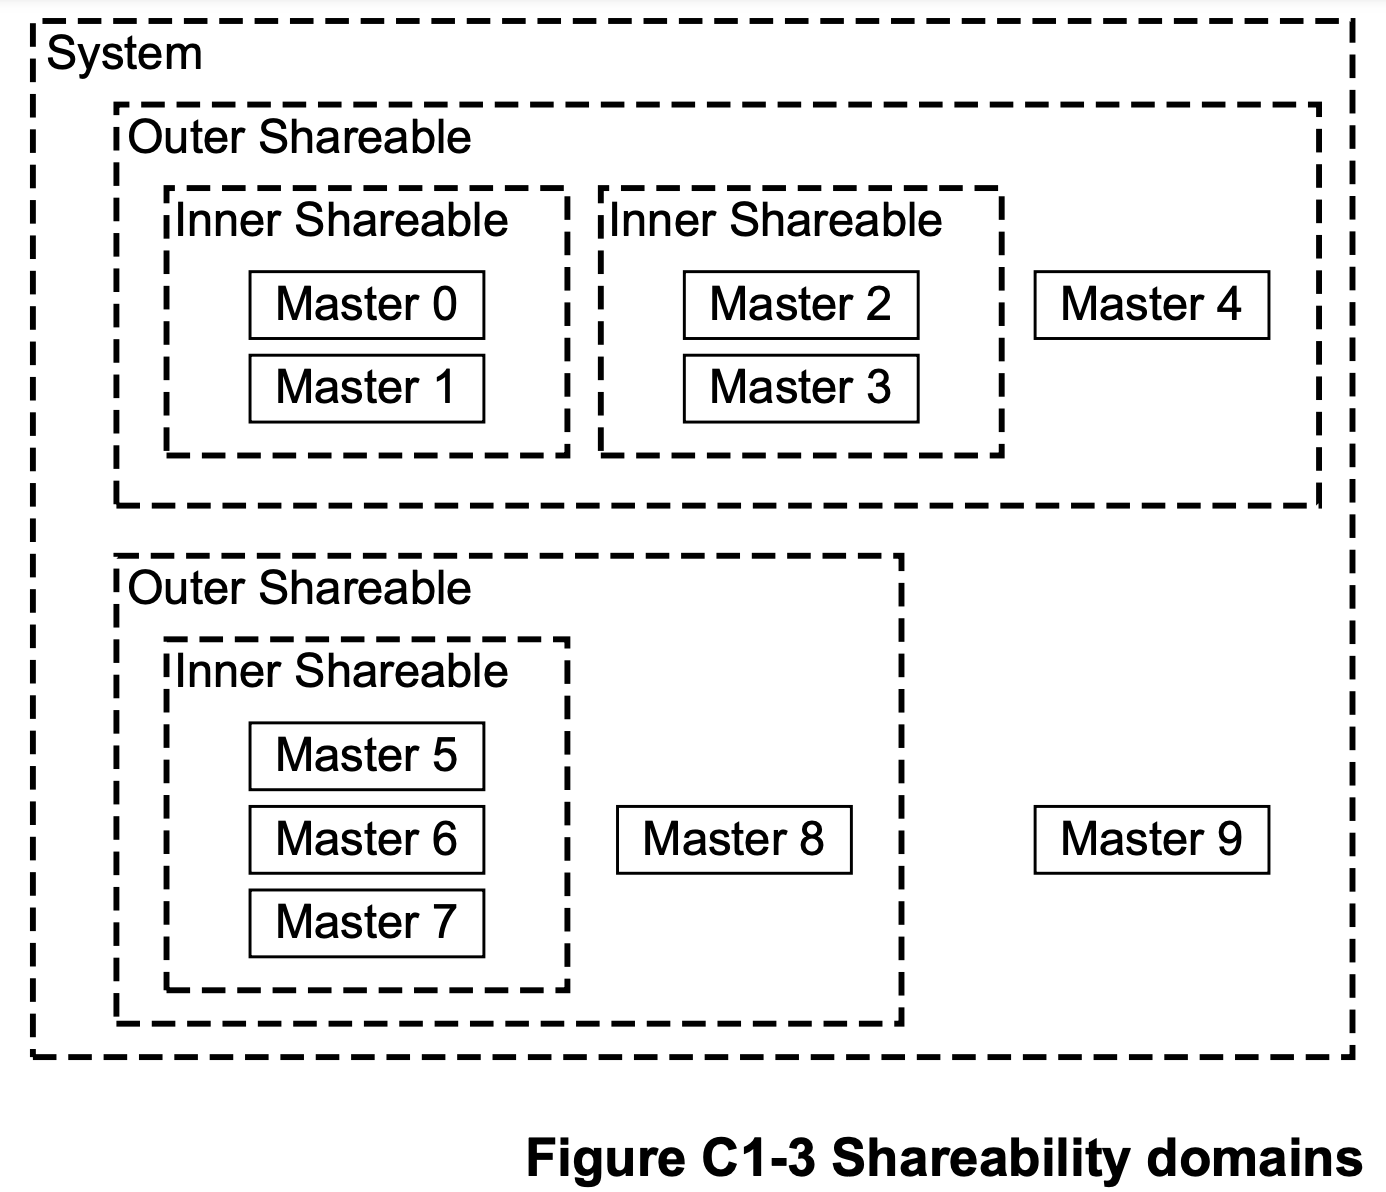 System
Outer Shareable
Inner Shareable
Master 0
Master 1
Inner Shareable
Master 2
Master 3
Master 4
Outer Shareable
Inner Shareable
Master 5
Master 6
Master 7
Master 8
Master 9
Figure C1-3 Shareability domains